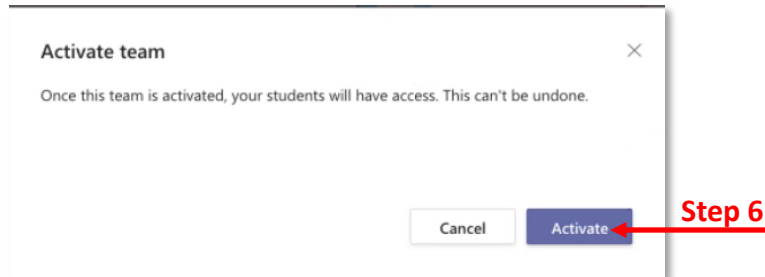 Activate team
Once this team is activated, your students will have access. This can't be undone.
Cancel
Activate
Step 6